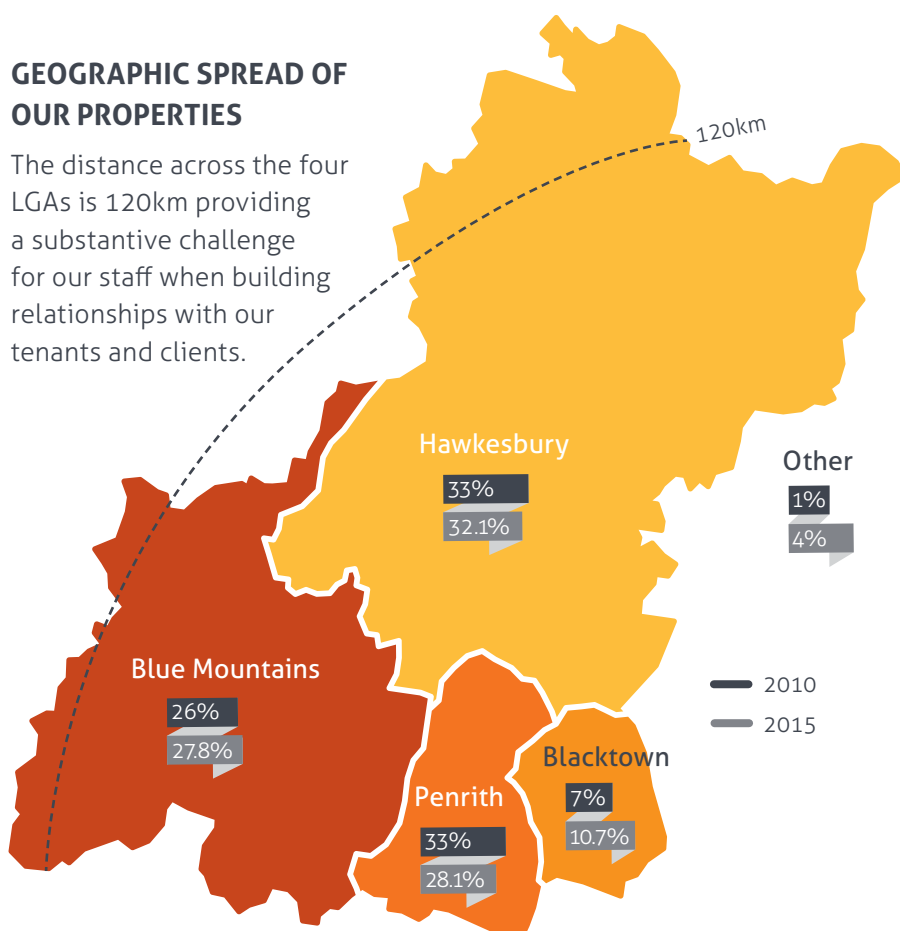 GEOGRAPHIC SPREAD OF
OUR PROPERTIES
The distance across the four
LGAs is 120km providing
a substantive challenge
for our staff when building
relationships with our
tenants and clients.
120km
Hawkesbury
33%
32.1%
Other
1%
4%
Blue Mountains
26%
27.8%
2010
2015
Blacktown
7%
10.7%
Penrith
33%
28.1%